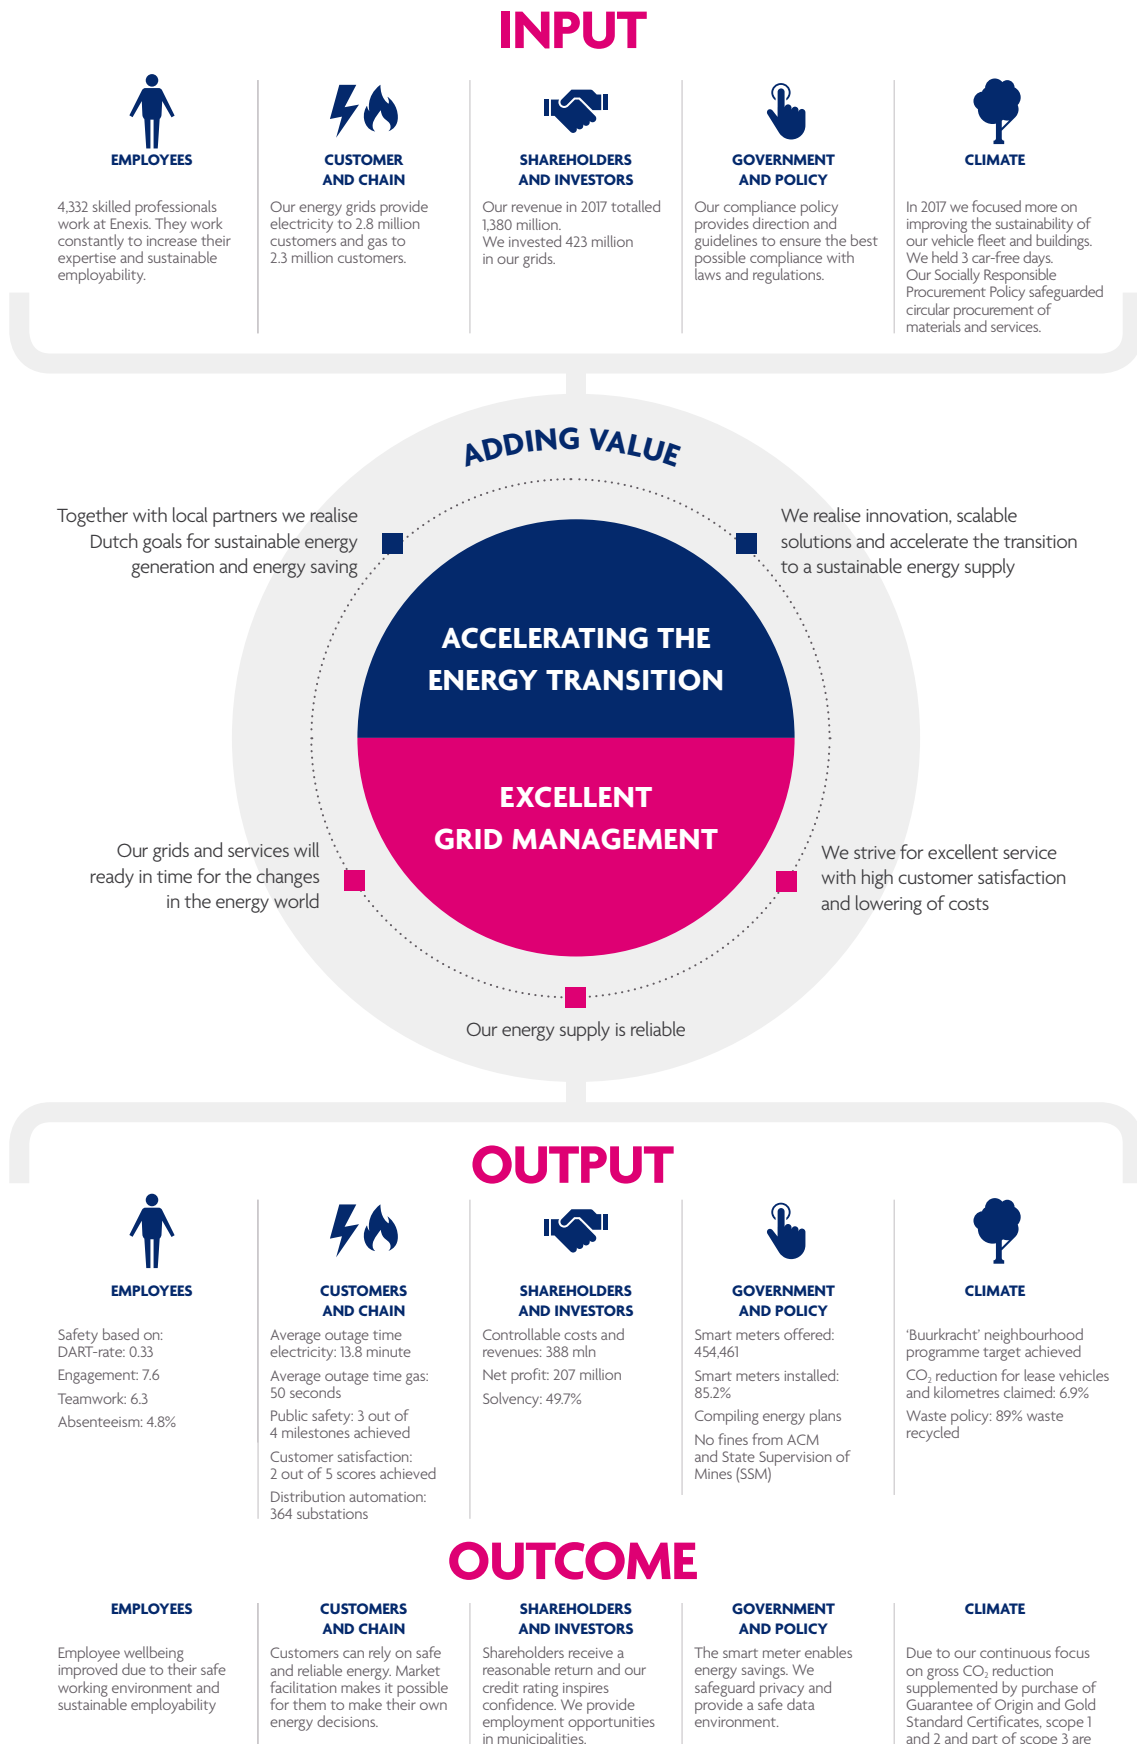 INPUT
EMPLOYEES
4,332 skilled professionals
work at Enexis. They work
constantly to increase their
expertise and sustainable
employability.
CUSTOMER
AND CHAIN
Our energy grids provide
electricity to 2.8 million
customers and gas to
2.3 million customers.
SHAREHOLDERS
AND INVESTORS
Our revenue in 2017 totalled
1,380 million.
We invested 423 million
in our grids.
GOVERNMENT
AND POLICY
Our compliance policy
provides direction and
guidelines to ensure the best
possible compliance with
laws and regulations.
CLIMATE
In 2017 we focused more on
improving the sustainability of
our vehicle fleet and buildings.
We held 3 car-free days.
Our Socially Responsible
Procurement Policy safeguarded
circular procurement of
materials and services.
ADDING VALUE
Together with local partners we realise
Dutch goals for sustainable energy
generation and energy saving
We realise innovation, scalable
solutions and accelerate the transition
to a sustainable energy supply
ACCELERATING THE
ENERGY TRANSITION
EXCELLENT
GRID MANAGEMENT
Our grids and services will
ready in time for the changes
in the energy world
We strive for excellent service
with high customer satisfaction
and lowering of costs
Our energy supply is reliable
OUTPUT
EMPLOYEES
Safety based on:
DART-rate: 0.33
Engagement: 7.6
Teamwork: 6.3
Absenteeism: 4.8%
CUSTOMERS
AND CHAIN
Average outage time
electricity: 13.8 minute
Average outage time gas:
50 seconds
Public safety: 3 out of
4 milestones achieved
Customer satisfaction:
2 out of 5 scores achieved
Distribution automation:
364 substations
SHAREHOLDERS
AND INVESTORS
Controllable costs and
revenues: 388 mln
Net profit: 207 million
Solvency: 49.7%
GOVERNMENT
AND POLICY
Smart meters offered:
454,461
Smart meters installed:
85.2%
Compiling energy plans
No fines from ACM
and State Supervision of
Mines (SSM)
CLIMATE
‘Buurkracht’ neighbourhood
programme target achieved
CO₂ reduction for lease vehicles
and kilometres claimed: 6.9%
Waste policy: 89% waste
recycled
OUTCOME
EMPLOYEES
Employee wellbeing
improved due to their safe
working environment and
sustainable employability
CUSTOMERS
AND CHAIN
Customers can rely on safe
and reliable energy. Market
facilitation makes it possible
for them to make their own
energy decisions.
SHAREHOLDERS
AND INVESTORS
Shareholders receive a
reasonable return and our
credit rating inspires
confidence. We provide
employment opportunities
in municipalities.
GOVERNMENT
AND POLICY
The smart meter enables
energy savings. We
safeguard privacy and
provide a safe data
environment.
CLIMATE
Due to our continuous focus
on gross CO₂ reduction
supplemented by purchase of
Guarantee of Origin and Gold
Standard Certificates, scope 1
and 2 and part of scope 3 are